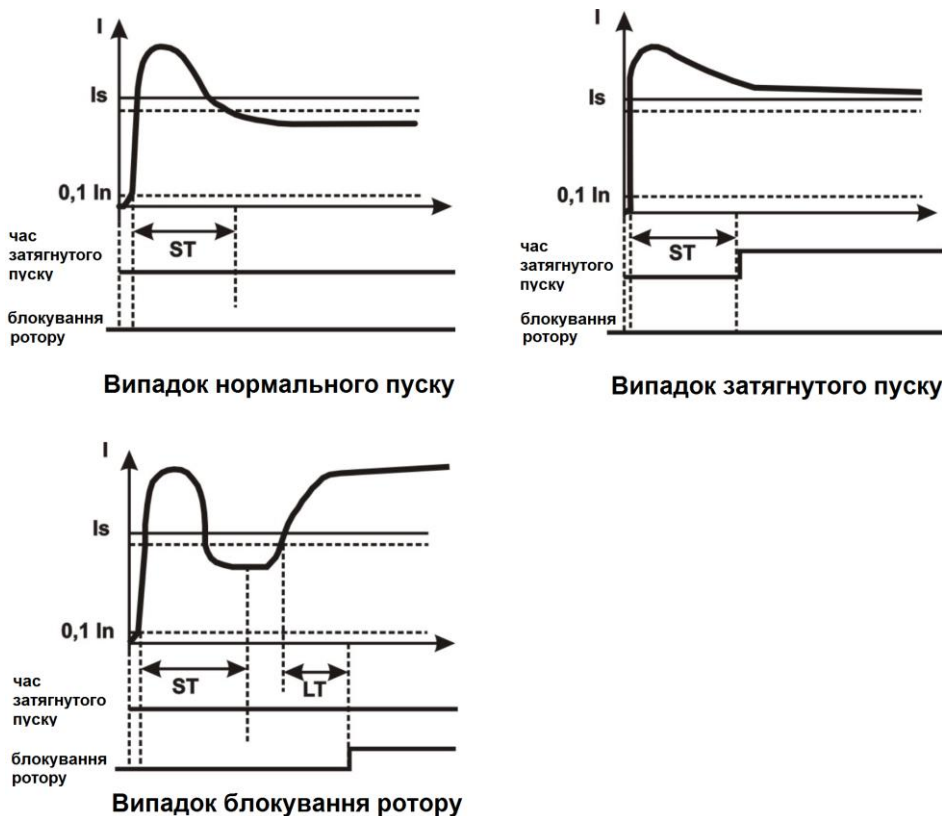 I
Is
0,1 In
ST
час
затягнутого
пуску
блокування
ротору
Випадок нормального пуску
I
Is
0,1 In
ST
час
затягнутого
пуску
блокування
ротору
Випадок затягнутого пуску
I
Is
0,1 In
ST
LT
час
затягнутого
пуску
блокування
ротору
Випадок блокування ротору